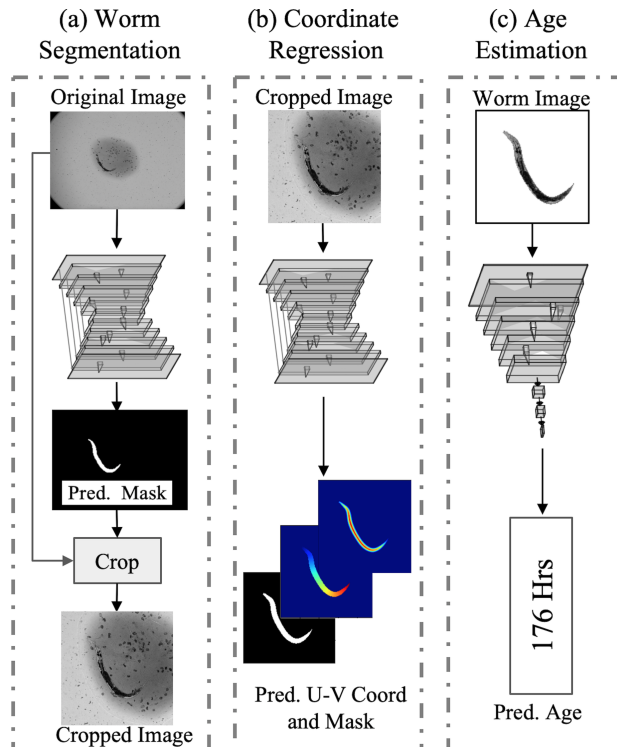 (a) Worm
Segmentation
Original Image
Pred. Mask
Crop
Cropped Image
(b) Coordinate
Regression
Cropped Image
Pred. U-V Coord
and Mask
(c) Age
Estimation
Worm Image
176 Hrs
Pred. Age